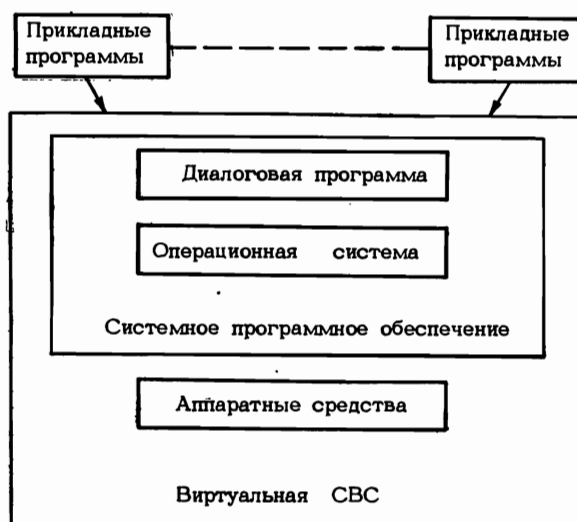 Прикладные
программы
Прикладные
программы
Диалоговая программа
Операционная система
Системное программное обеспечение
Аппаратные средства
Виртуальная СВС